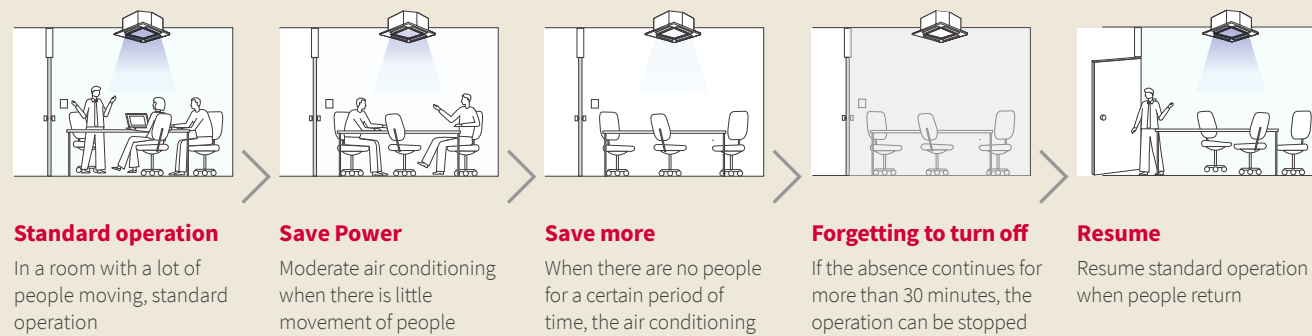 Standard operation
In a room with a lot of
people moving, standard
operation
Save Power
Moderate air conditioning
when there is little
movement of people
Save more
When there are no people
for a certain period of
time, the air conditioning
Forgetting to turn off
If the absence continues for
more than 30 minutes, the
operation can be stopped
Resume
Resume standard operation
when people return